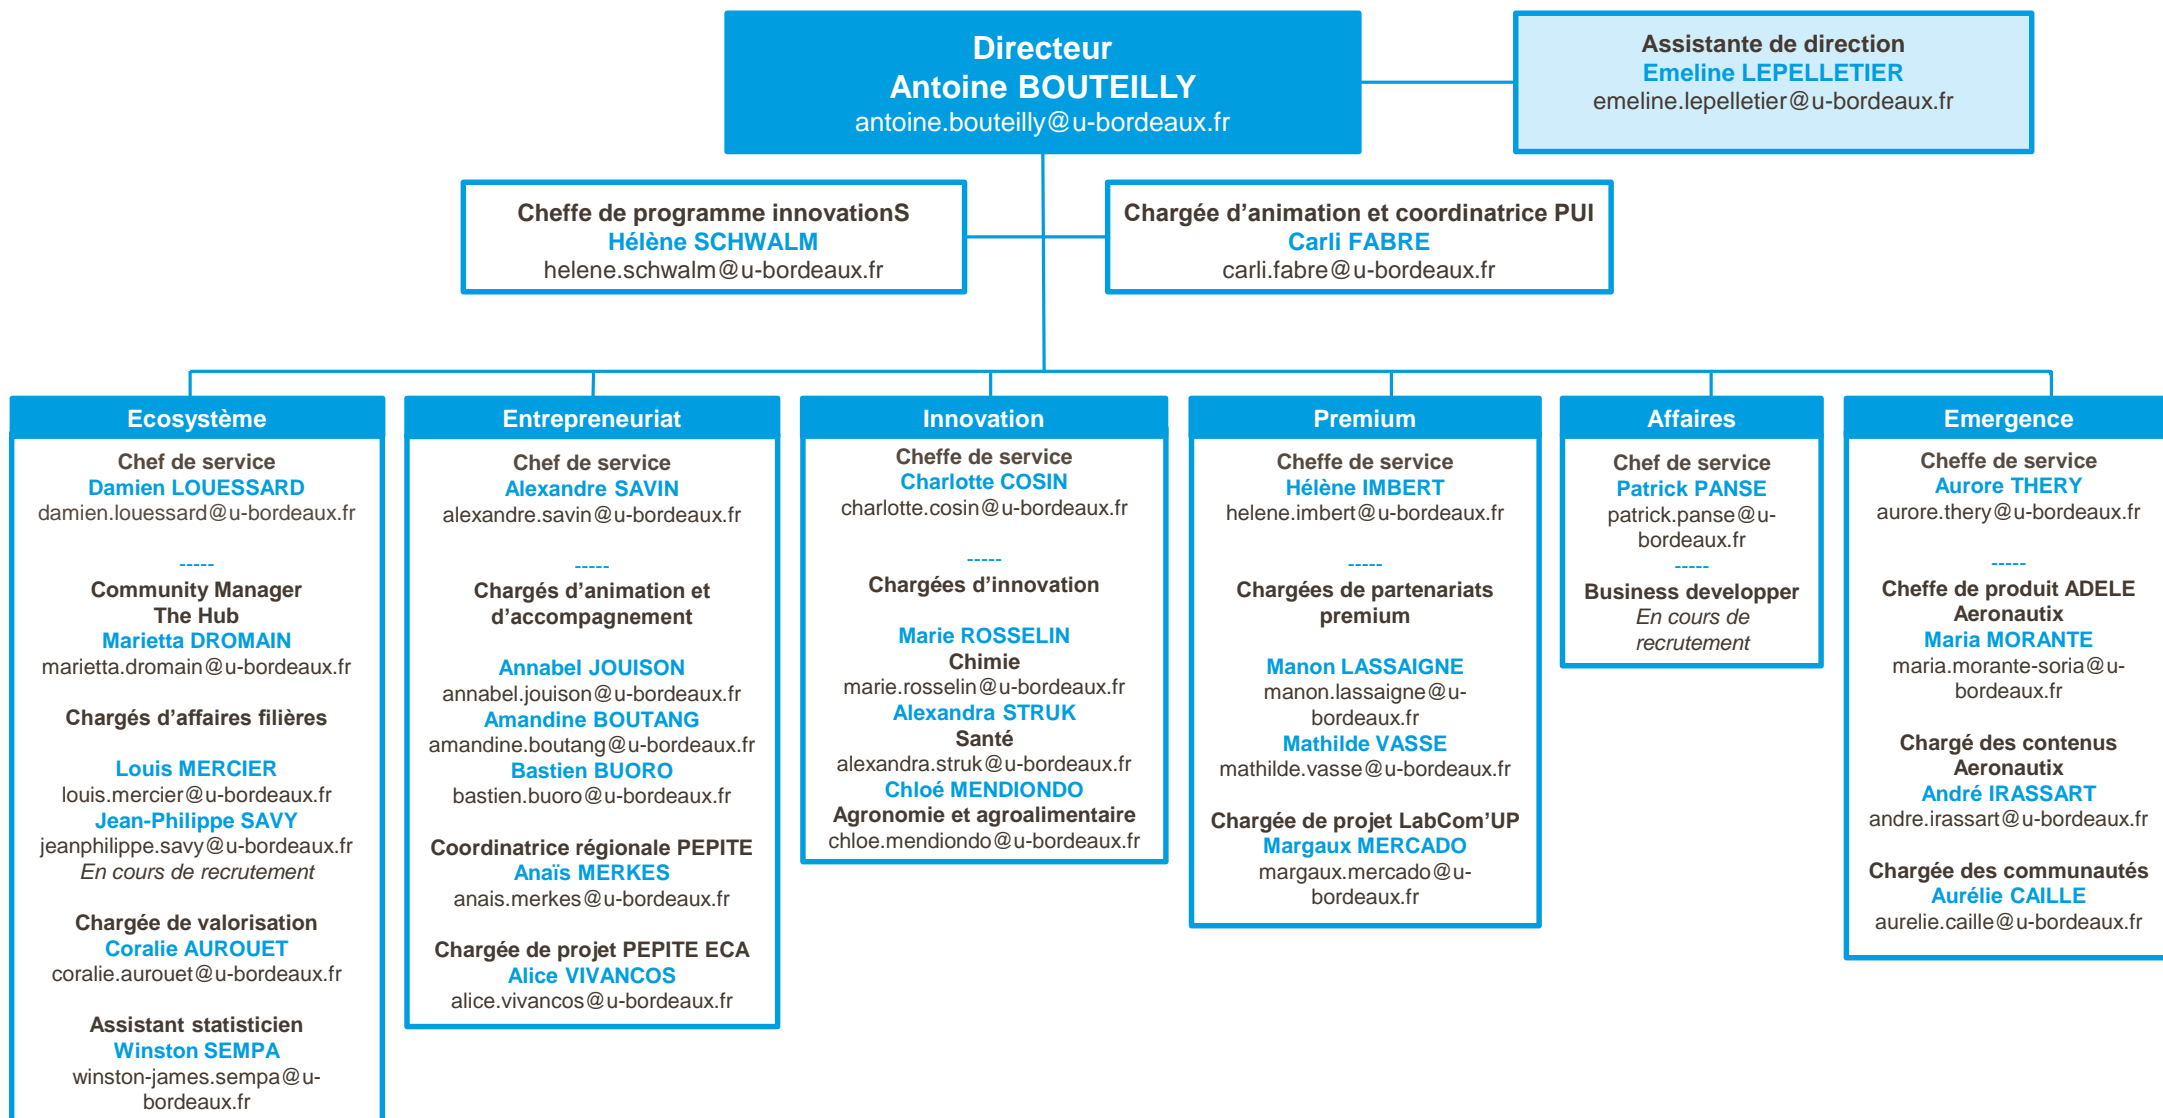 Directeur
Antoine BOUTEILLY
antoine.bouteilly@u-bordeaux.fr
Assistante de direction
Emeline LEPELLETIER
emeline.lepelletier@u-bordeaux.fr
Cheffe de programme innovationS
Hélène SCHWALM
helene.schwalm@u-bordeaux.fr
Chargée d’animation et coordinatrice PUI
Carli FABRE
carli.fabre@u-bordeaux.fr
Ecosystème
Chef de service
Damien LOUESSARD
damien.louessard@u-bordeaux.fr
-----
Community Manager
The Hub
Marietta DROMAIN
marietta.dromain@u-bordeaux.fr
Chargés d’affaires filières
Louis MERCIER
louis.mercier@u-bordeaux.fr
Jean-Philippe SAVY
jeanphilippe.savy@u-bordeaux.fr
En cours de recrutement
Chargée de valorisation
Coralie AUROUET
coralie.aurouet@u-bordeaux.fr
Assistant statisticien
Winston SEMPA
winston-james.sempa@u-
bordeaux.fr
Entrepreneuriat
Chef de service
Alexandre SAVIN
alexandre.savin@u-bordeaux.fr
-----
Chargés d’animation et
d’accompagnement
Annabel JOUISON
annabel.jouison@u-bordeaux.fr
Amandine BOUTANG
amandine.boutang@u-bordeaux.fr
Bastien BUORO
bastien.buoro@u-bordeaux.fr
Coordinatrice régionale PEPITE
Anaïs MERKES
anais.merkes@u-bordeaux.fr
Chargée de projet PEPITE ECA
Alice VIVANCOS
alice.vivancos@u-bordeaux.fr
Innovation
Cheffe de service
Charlotte COSIN
charlotte.cosin@u-bordeaux.fr
-----
Chargées d’innovation
Marie ROSSELIN
Chimie
marie.rosselin@u-bordeaux.fr
Alexandra STRUK
Santé
alexandra.struk@u-bordeaux.fr
Chloé MENDIONDO
Agronomie et agroalimentaire
chloe.mendiondo@u-bordeaux.fr
Premium
Cheffe de service
Hélène IMBERT
helene.imbert@u-bordeaux.fr
-----
Chargées de partenariats
premium
Manon LASSAIGNE
manon.lassaigne@u-
bordeaux.fr
Mathilde VASSE
mathilde.vasse@u-bordeaux.fr
Chargée de projet LabCom’UP
Margaux MERCADO
margaux.mercado@u-
bordeaux.fr
Affaires
Chef de service
Patrick PANSE
patrick.panse@u-
bordeaux.fr
-----
Business developper
En cours de
recrutement
Emergence
Cheffe de service
Aurore THERY
aurore.thery@u-bordeaux.fr
-----
Cheffe de produit ADELE
Aeronautix
Maria MORANTE
maria.morante-soria@u-
bordeaux.fr
Chargé des contenus
Aeronautix
André IRASSART
andre.irassart@u-bordeaux.fr
Chargée des communautés
Aurélie CAILLE
aurelie.caille@u-bordeaux.fr